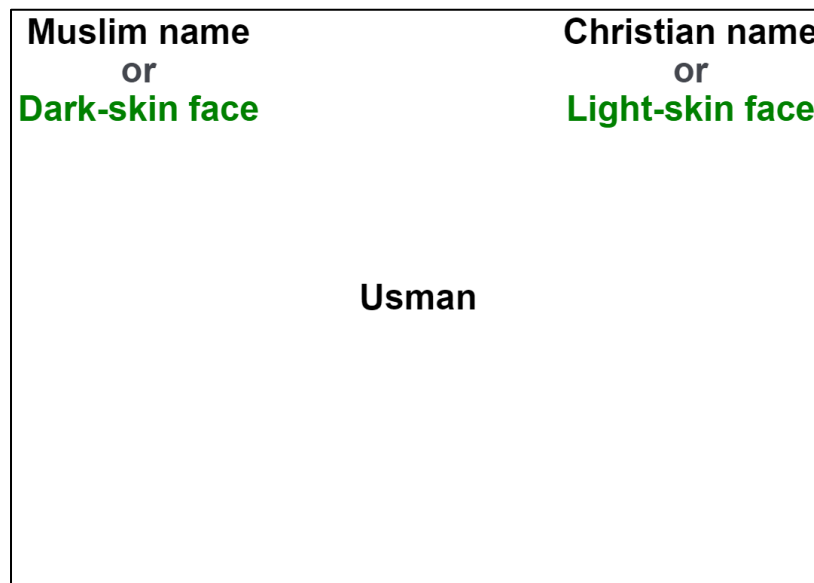 Muslim name
or
Dark-skin face
Christian name
or
Light-skin face
Usman